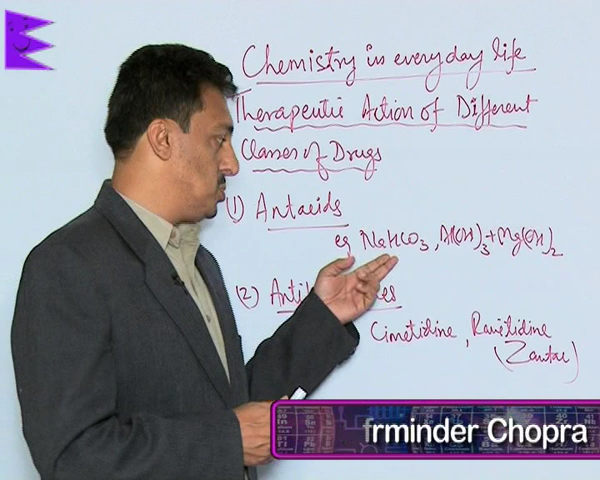 Chemistry in everyday life
Therapeutic Action of Different
Classes of Drugs
(1) Antacids
eg NaHCO3, Al(OH)3 + Mg(OH)2
(2)
Cimetidine, Ranitidine
(Zantac)
rminder Chopra